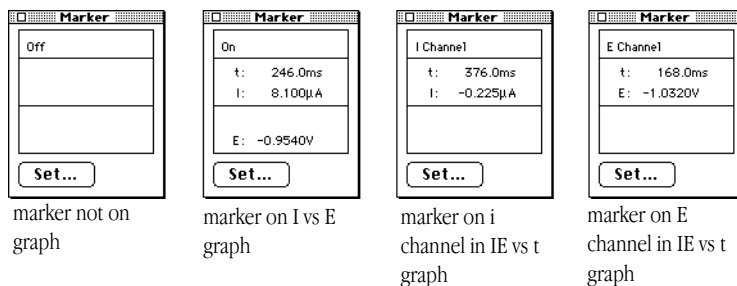 Marker
Off
Set...
marker not on
graph
Marker
On
t: 246.0ms
I: 8.100µA
E: -0.9540V
Set...
marker on I vs E
graph
Marker
I Channel
t: 376.0ms
I: -0.225µA
Set...
marker on i
channel in IE vs t
graph
Marker
E Channel
t: 168.0ms
E: -1.0320V
Set...
marker on E
channel in IE vs t
graph